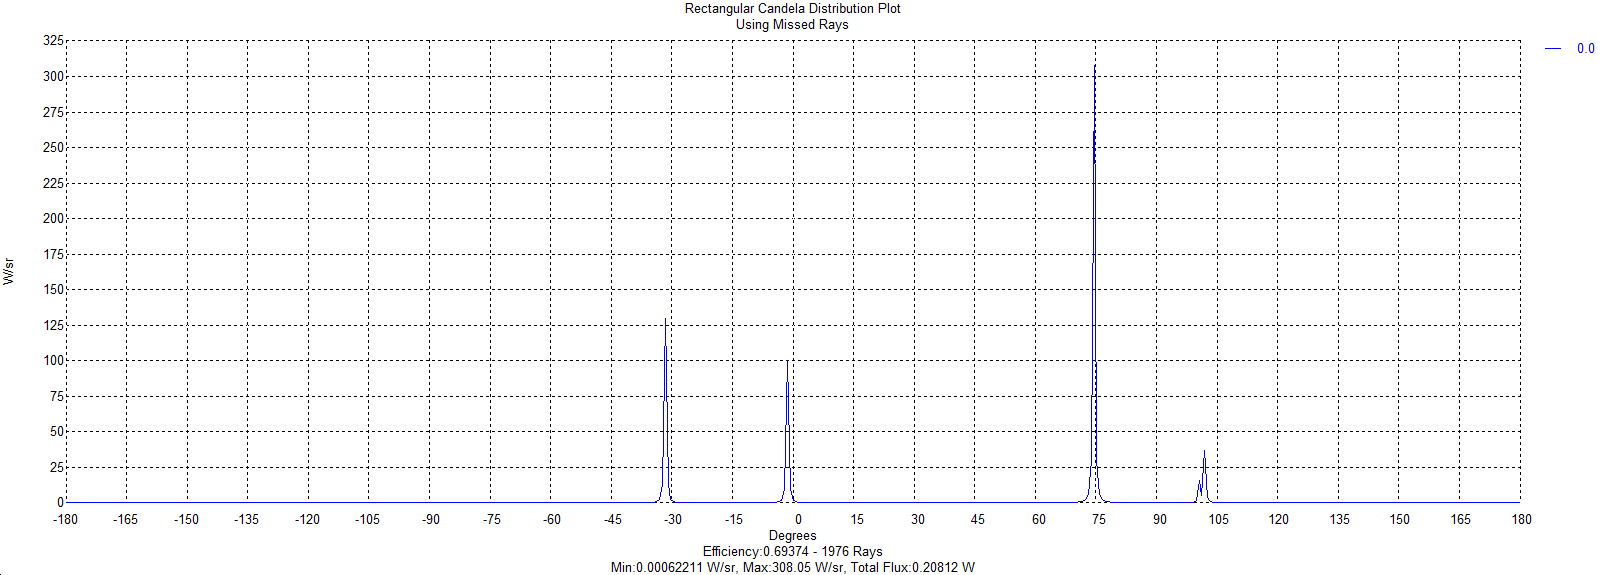 Rectangular Candela Distribution Plot
Using Missed Rays
0.0
325
300
275
250
225
200
175
150
125
100
75
50
25
0
W/sr
-180 -165 -150 -135 -120 -105 -90 -75 -60 -45 -30 -15 0 15 30 45 60 75 90 105 120 135 150 165 180
Degrees
Efficiency:0.69374 - 1976 Rays
Min:0.00062211 W/sr, Max:308.05 W/sr, Total Flux:0.20812 W